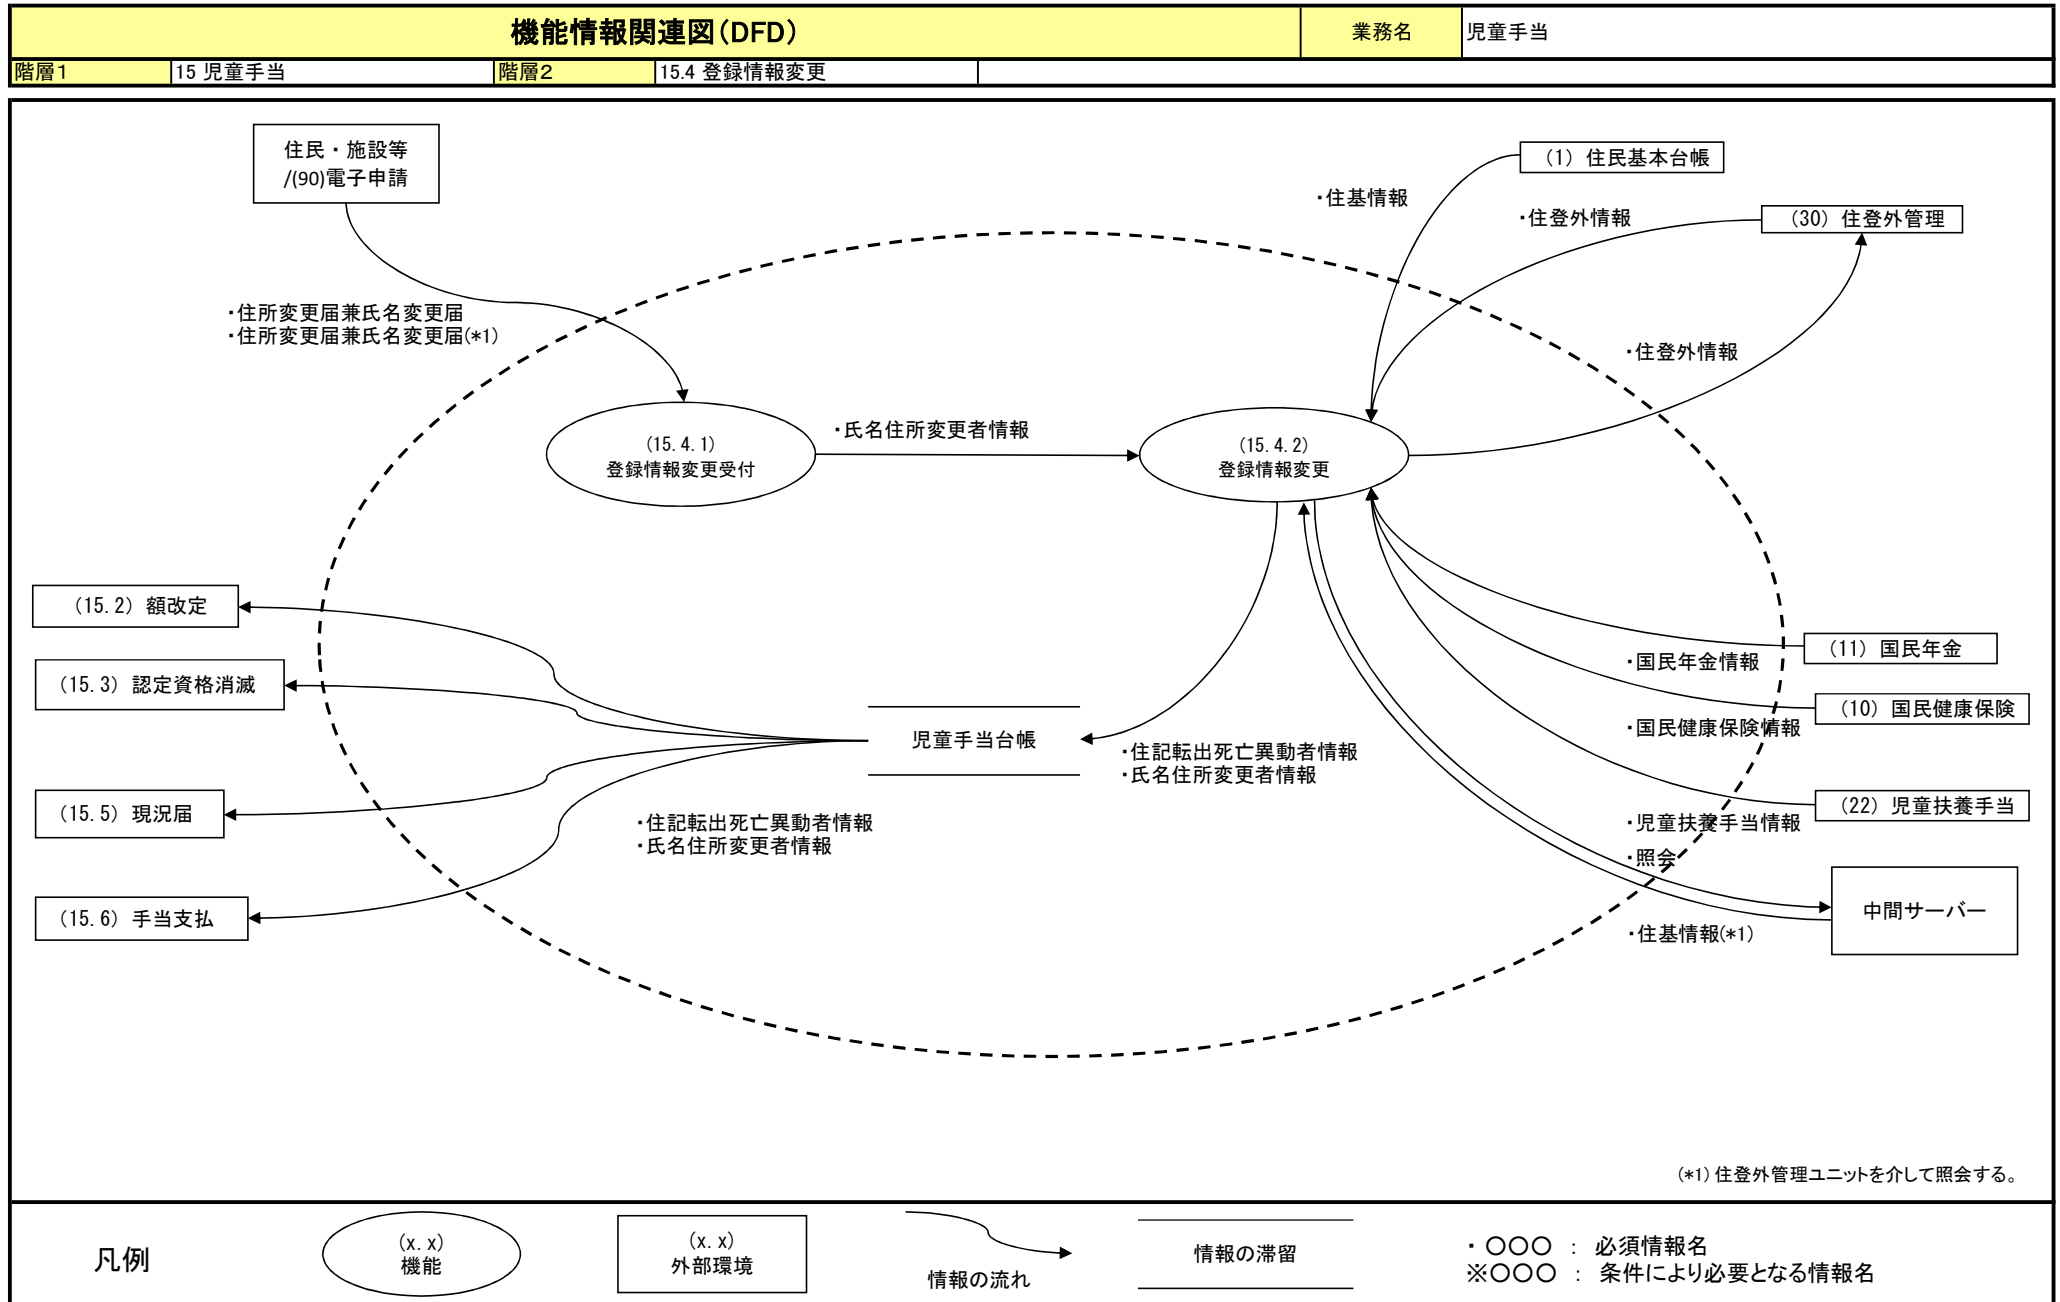 機能情報関連図(DFD)
業務名
児童手当
階層1
15 児童手当
階層2
15.4 登録情報変更
住民・施設等
/(90)電子申請
(1) 住民基本台帳
・住基情報
・住登外情報
(30) 住登外管理
・住所変更届兼氏名変更届
・住所変更届兼氏名変更届(*1)
・住登外情報
(15.4.1)
登録情報変更受付
・氏名住所変更者情報
(15.4.2)
登録情報変更
(15.2) 額改定
(15.3) 認定資格消滅
(15.5) 現況届
(15.6) 手当支払
児童手当台帳
・住記転出死亡異動者情報
・氏名住所変更者情報
・住記転出死亡異動者情報
・氏名住所変更者情報
(11) 国民年金
・国民年金情報
(10) 国民健康保険
・国民健康保険情報
(22) 児童扶養手当
・児童扶養手当情報
・照会
中間サーバー
・住基情報(*1)
(*1)住登外管理ユニットを介して照会する。
凡例
(x.x)
機能
(x.x)
外部環境
情報の流れ
情報の滞留
・ 〇〇〇 : 必須情報名
※〇〇〇 : 条件により必要となる情報名